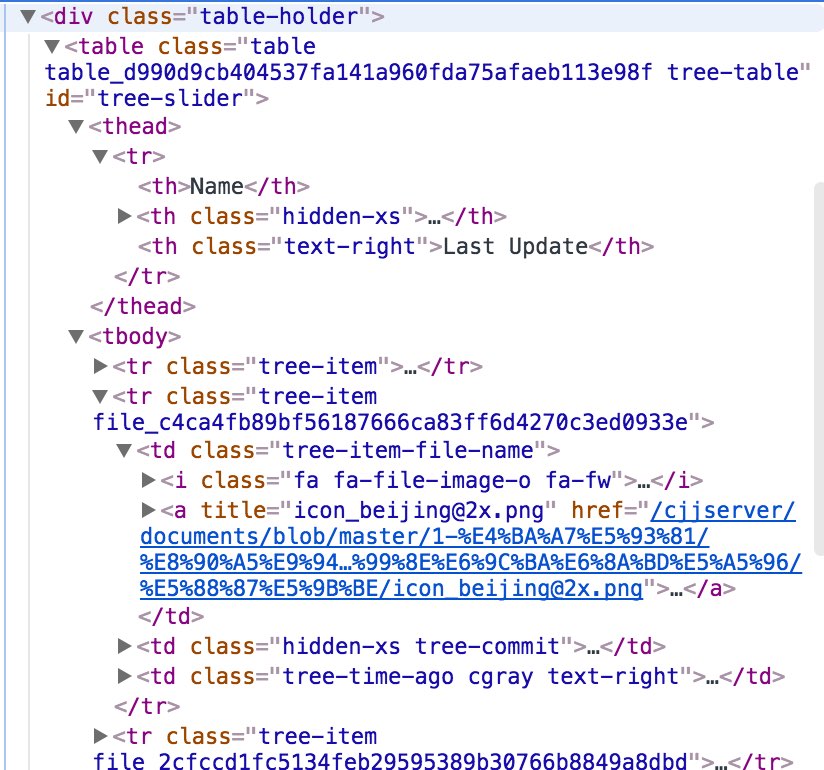 ▼<div class="table-holder">
▼<table class="table
table_d990d9cb404537fa141a960fda75afaeb113e98f tree-table"
id="tree-slider">
▼<thead>
▼<tr>
<th>Name</th>
▶<th class="hidden-xs">…</th>
<th class="text-right">Last Update</th>
</tr>
</thead>
▼<tbody>
▶<tr class="tree-item">…</tr>
▼<tr class="tree-item
file_c4ca4fb89bf56187666ca83ff6d4270c3ed0933e">
▼<td class="tree-item-file-name">
▶<i class="fa fa-file-image-o fa-fw">…</i>
▶<a title="icon_beijing@2x.png" href="/cjjserver/
documents/blob/master/1-%E4%BA%A7%E5%93%81/
%E8%90%A5%E9%94…%99%8E%E6%9C%BA%E6%8A%BD%E5%A5%96/
%E5%88%87%E5%9B%BE/icon_beijing@2x.png">…</a>
</td>
▶<td class="hidden-xs tree-commit">…</td>
▶<td class="tree-time-ago cgray text-right">…</td>
</tr>
▶<tr class="tree-item
file_2cfccd1fc5134feb29595389b30766b8849a8dbd">…</tr>